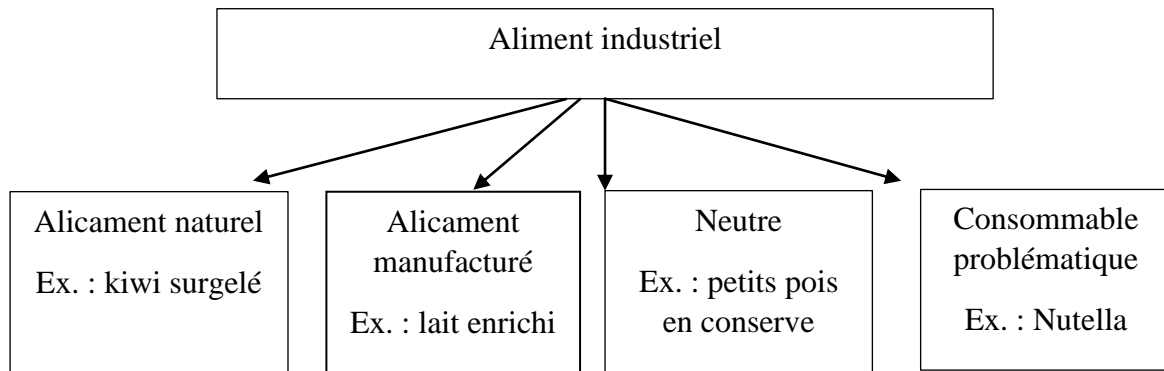 Aliment industriel
Alicament naturel
Ex. : kiwi surgelé
Alicament
manufacturé
Ex. : lait enrichi
Neutre
Ex. : petits pois
en conserve
Consommable
problématique
Ex. : Nutella